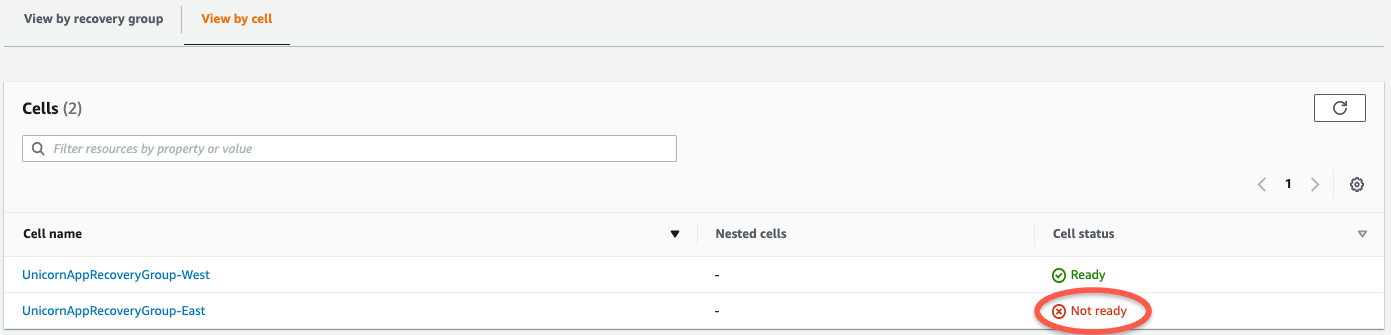 View by recovery group View by cell
Cells (2)
Filter resources by property or value
1
Cell name Nested cells Cell status
UnicornAppRecoveryGroup-West - Ready
UnicornAppRecoveryGroup-East - Not ready